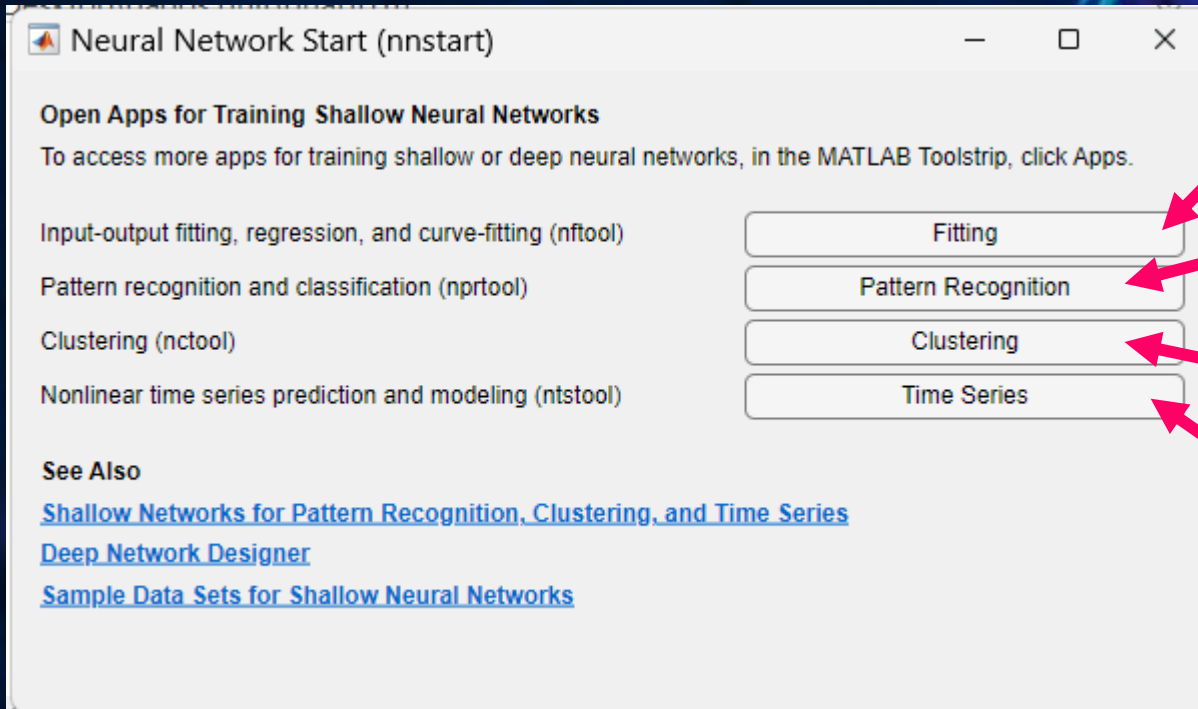 Neural Network Start (nnstart)
Open Apps for Training Shallow Neural Networks
To access more apps for training shallow or deep neural networks, in the MATLAB Toolstrip, click Apps.
Input-output fitting, regression, and curve-fitting (nftool)
Fitting
Pattern recognition and classification (nprtool)
Pattern Recognition
Clustering (nctool)
Clustering
Nonlinear time series prediction and modeling (ntstool)
Time Series
See Also
Shallow Networks for Pattern Recognition, Clustering, and Time Series
Deep Network Designer
Sample Data Sets for Shallow Neural Networks